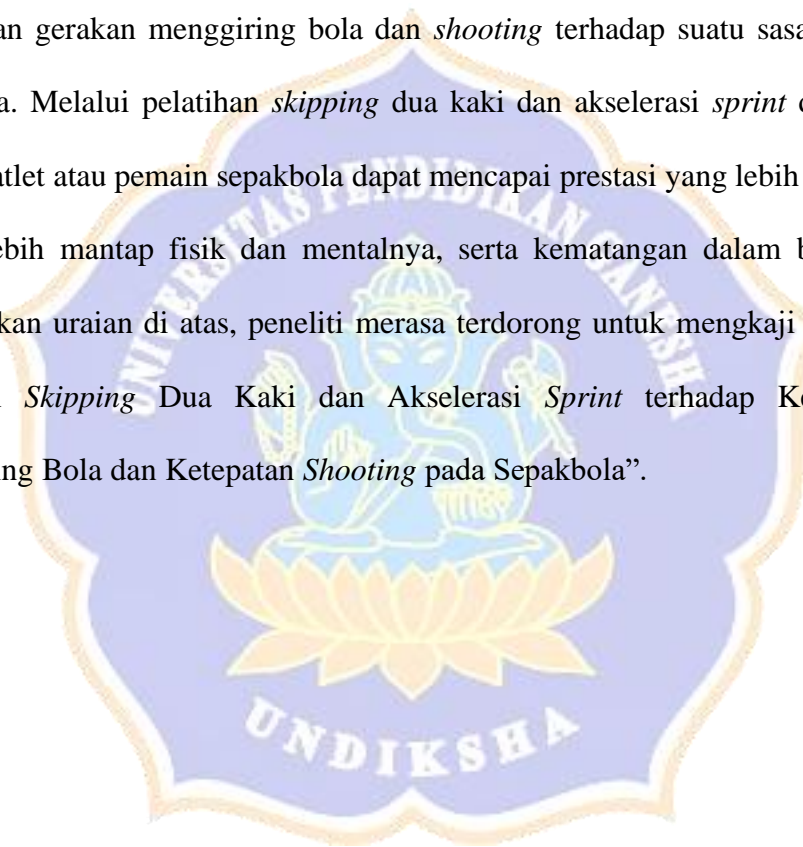 an gerakan menggiring bola dan shooting terhadap suatu sasa
a. Melalui pelatihan skipping dua kaki dan akselerasi sprint
atlet atau pemain sepakbola dapat mencapai prestasi yang lebih
ebih mantap fisik dan mentalnya, serta kematangan dalam b
kan uraian di atas, peneliti merasa terdorong untuk mengkaji
Skipping Dua Kaki dan Akselerasi Sprint terhadap Ke
ng Bola dan Ketepatan Shooting pada Sepakbola”.
UNIVERSITAS PENDIDIKAN GANESHA
UNDIKSHA